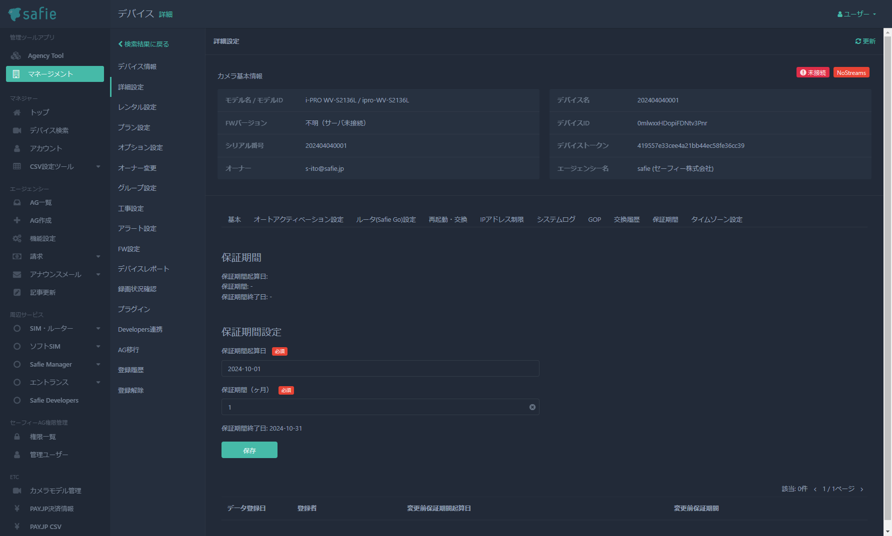 safie
デバイス 詳細
ユーザー
管理ツールアプリ
Agency Tool
マネージメント
マネージャー
トップ
デバイス検索
アカウント
CSV設定ツール
エージェンシー
AG一覧
AG作成
機能設定
請求
アナウンスメール
記事更新
周辺サービス
SIM・ルーター
ソフトSIM
Safie Manager
エントランス
Safie Developers
セーフィーAG権限管理
権限一覧
管理ユーザー
ETC
カメラモデル管理
PAYJP決済情報
PAYJP CSV
検索結果に戻る
デバイス情報
詳細設定
レンタル設定
プラン設定
オプション設定
オーナー変更
グループ設定
工事設定
アラート設定
FW設定
デバイスレポート
録画状況確認
プラグイン
Developers連携
AG移行
登録履歴
登録解除
詳細設定
更新
カメラ基本情報
未接続 NoStreams
モデル名 / モデルID i-PRO WV-S2136L / ipro-WV-S2136L
FWバージョン 不明（サーバ未接続）
シリアル番号 202404040001
オーナー s-ito@safie.jp
デバイス名 202404040001
デバイスID 0mlwxxHDopiFDNtv3Pnr
デバイストークン 419557e33cee4a21bb44ec58fe36cc39
エージェンシー名 safie (セーフィー株式会社)
基本 オートアクティベーション設定 ルータ(Safie Go)設定 再起動・交換 IPアドレス制限 システムログ GOP 交換履歴 保証期間 タイムゾーン設定
保証期間
保証期間起算日:
保証期間: -
保証期間終了日: -
保証期間設定
保証期間起算日 必須
2024-10-01
保証期間（ヶ月） 必須
1
保証期間終了日: 2024-10-31
保存
該当: 0件 ‹ 1 / 1ページ ›
データ登録日 登録者 変更前保証期間起算日 変更前保証期間